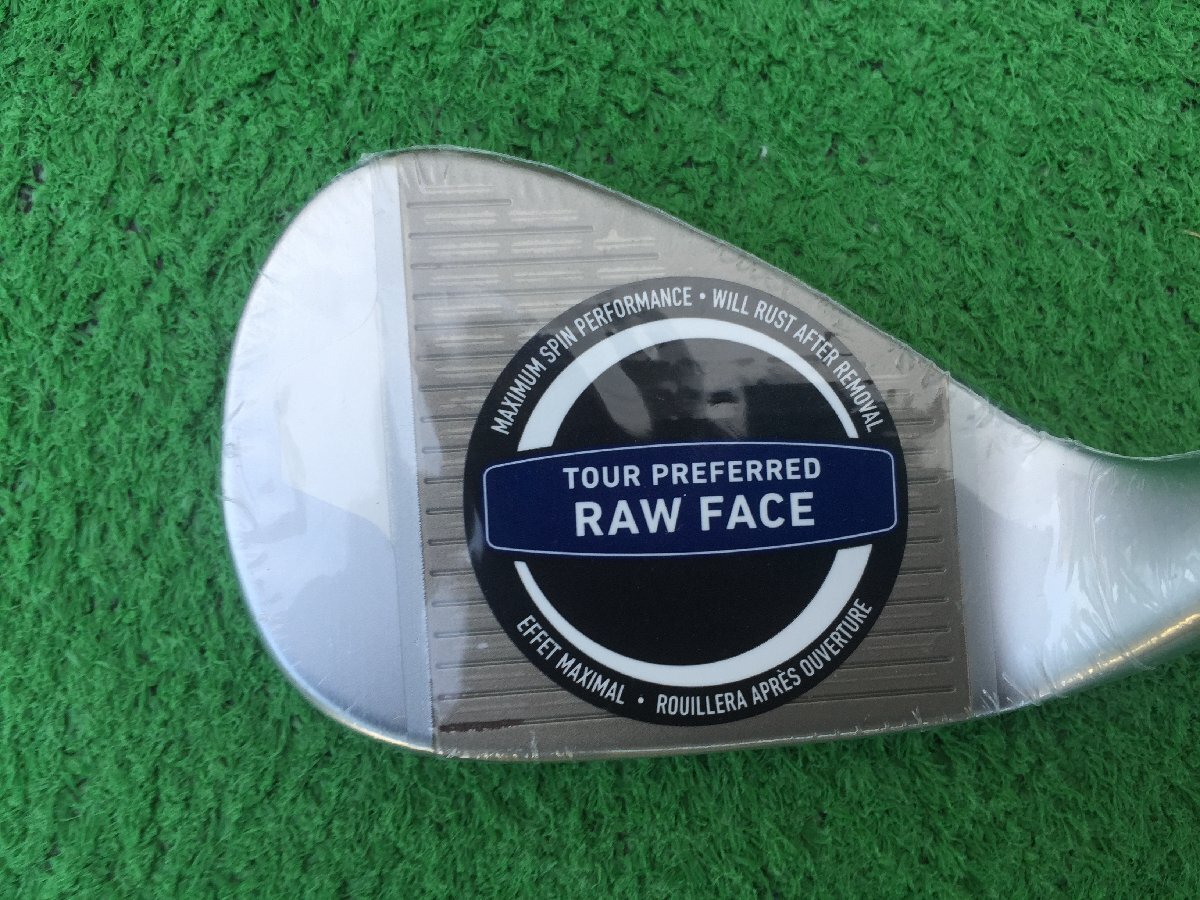 MAXIMUM SPIN PERFORMANCE • WILL RUST AFTER REMOVAL
TOUR PREFERRED
RAW FACE
EFFET MAXIMAL • ROUILLERA APRÈS OUVERTURE